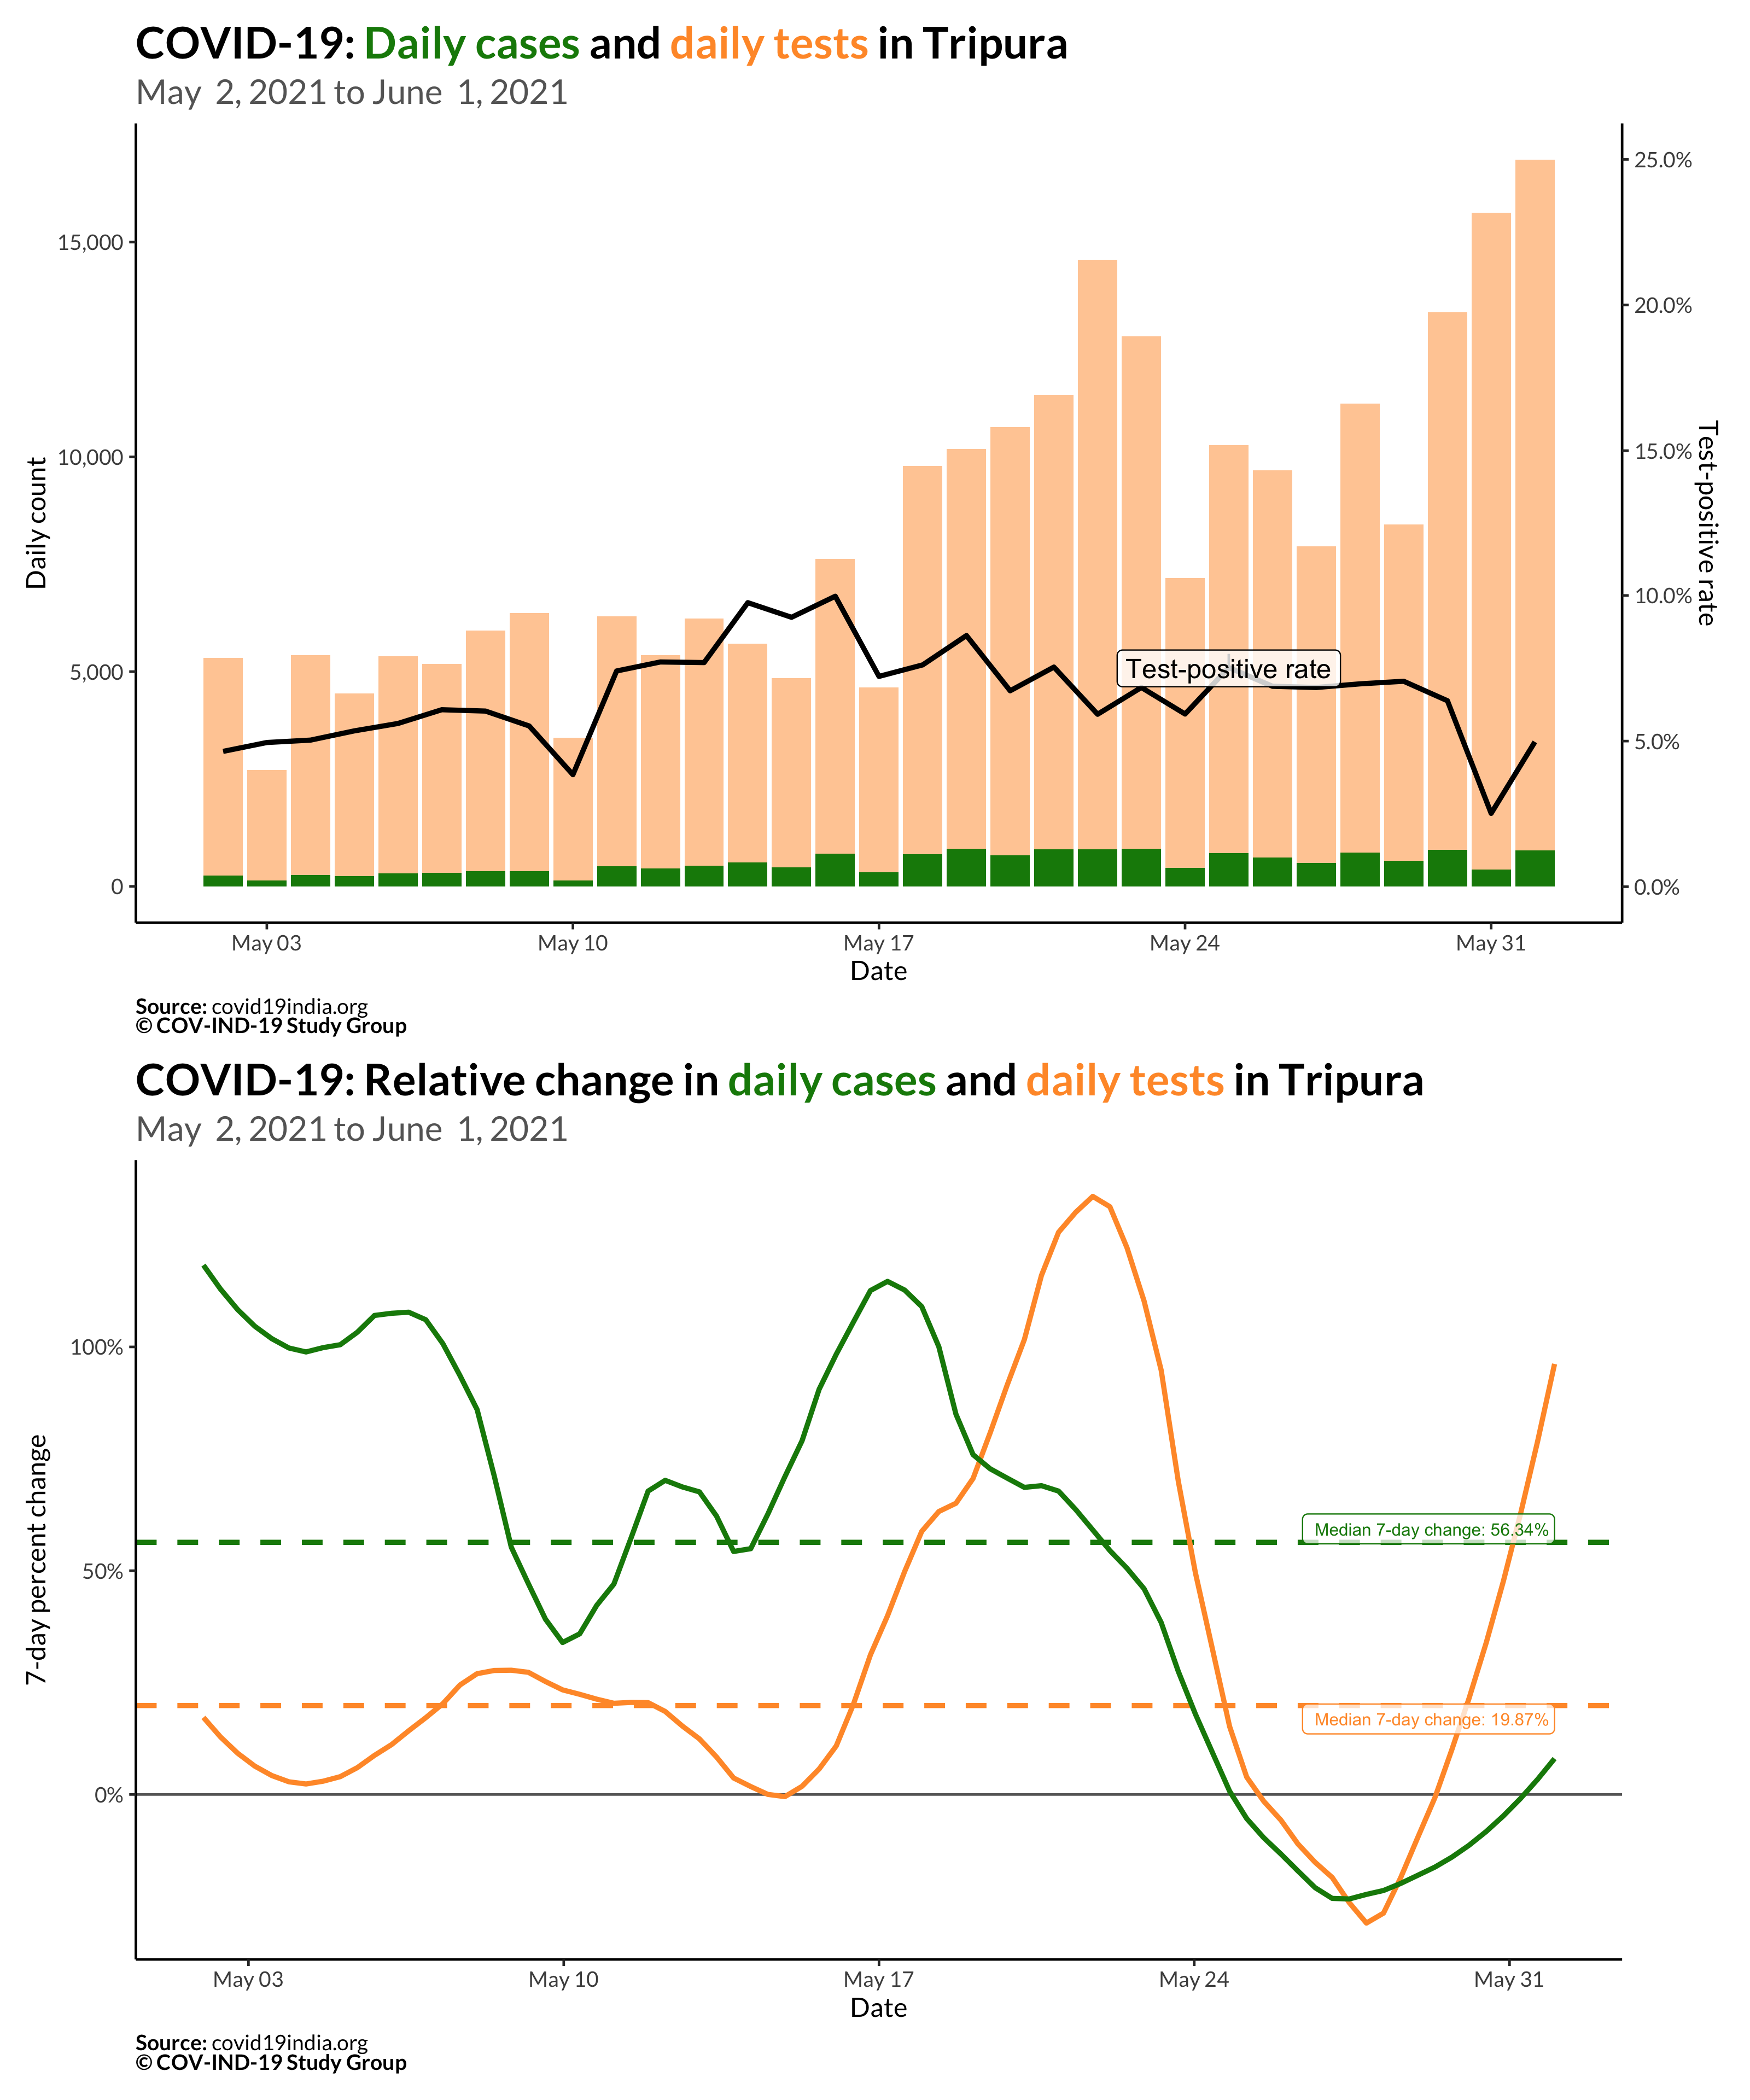 COVID-19: Daily cases and daily tests in Tripura
May 2, 2021 to June 1, 2021
Daily count
15,000
10,000
5,000
0
25.0%
20.0%
15.0%
10.0%
5.0%
0.0%
Test-positive rate
Test-positive rate
May 03
May 10
May 17
May 24
May 31
Date
Source: covid19india.org
© COV-IND-19 Study Group
COVID-19: Relative change in daily cases and daily tests in Tripura
May 2, 2021 to June 1, 2021
7-day percent change
100%
50%
0%
Median 7-day change: 56.34%
Median 7-day change: 19.87%
May 03
May 10
May 17
May 24
May 31
Date
Source: covid19india.org
© COV-IND-19 Study Group